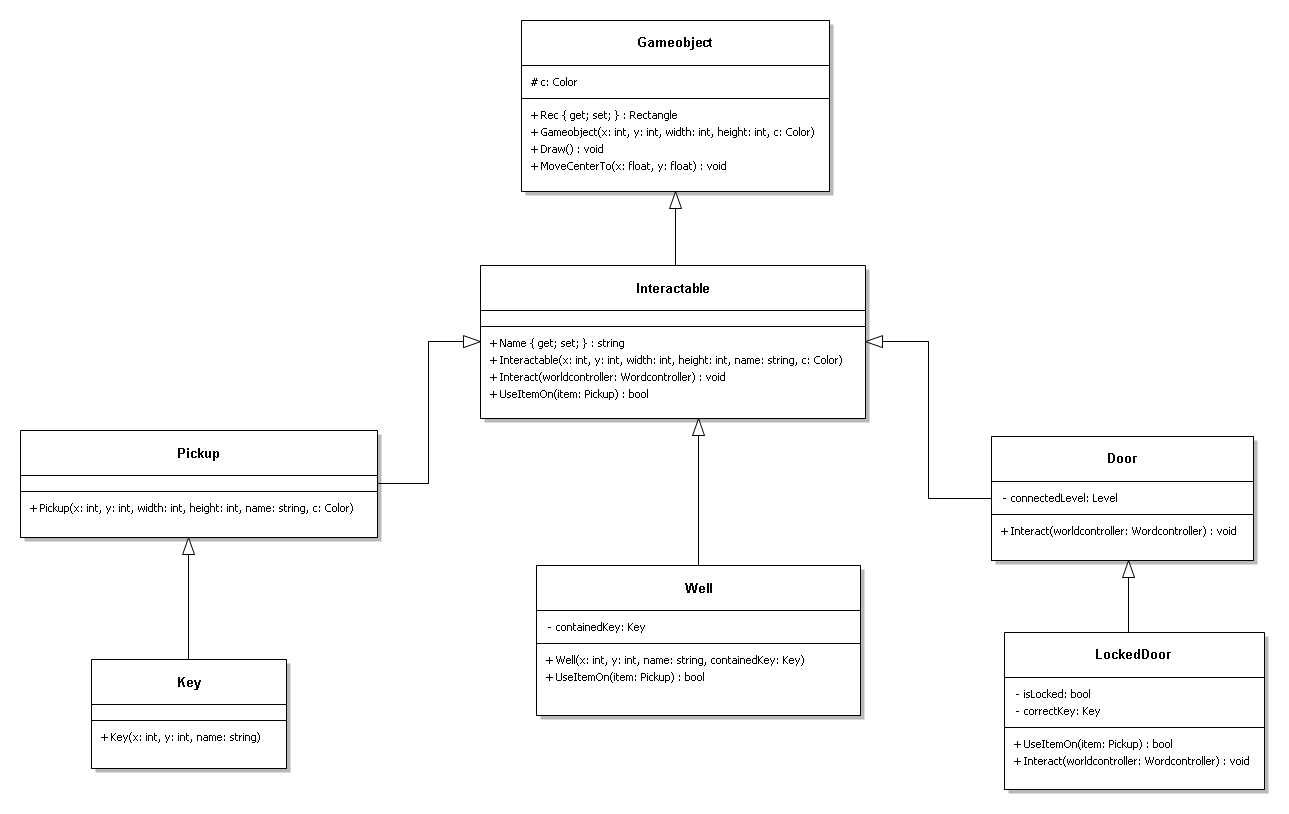 Gameobject
# c: Color
+ Rec { get; set; } : Rectangle
+ Gameobject(x: int, y: int, width: int, height: int, c: Color)
+ Draw() : void
+ MoveCenterTo(x: float, y: float) : void
Interactable
+ Name { get; set; } : string
+ Interactable(x: int, y: int, width: int, height: int, name: string, c: Color)
+ Interact(worldcontroller: Wordcontroller) : void
+ UseItemOn(item: Pickup) : bool
Pickup
+ Pickup(x: int, y: int, width: int, height: int, name: string, c: Color)
Door
- connectedLevel: Level
+ Interact(worldcontroller: Wordcontroller) : void
Well
- containedKey: Key
+ Well(x: int, y: int, name: string, containedKey: Key)
+ UseItemOn(item: Pickup) : bool
Key
+ Key(x: int, y: int, name: string)
LockedDoor
- isLocked: bool
- correctKey: Key
+ UseItemOn(item: Pickup) : bool
+ Interact(worldcontroller: Wordcontroller) : void